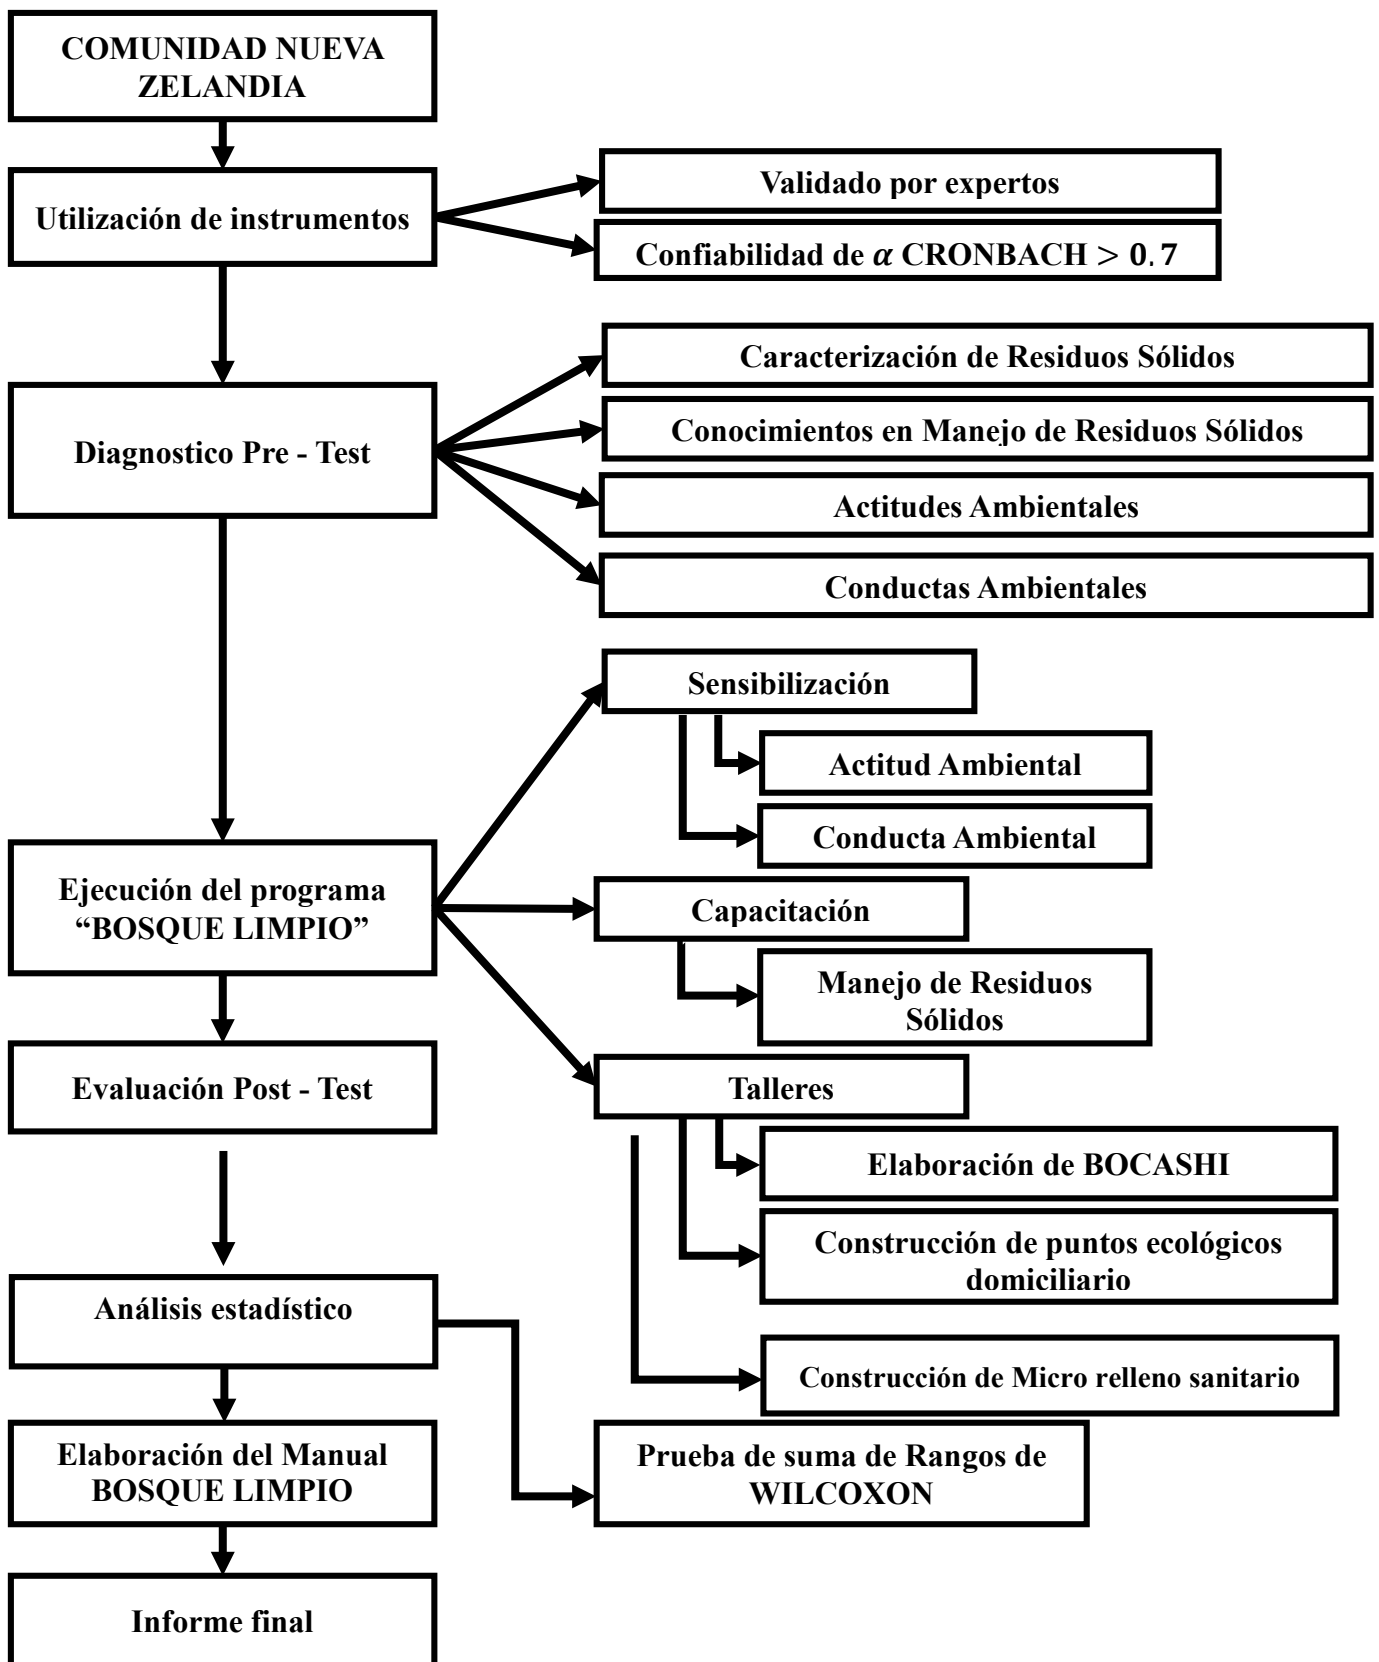 COMUNIDAD NUEVA
ZELANDIA
Utilización de instrumentos
Validado por expertos
Confiabilidad de α CRONBACH > 0.7
Diagnostico Pre - Test
Caracterización de Residuos Sólidos
Conocimientos en Manejo de Residuos Sólidos
Actitudes Ambientales
Conductas Ambientales
Ejecución del programa
“BOSQUE LIMPIO”
Sensibilización
Actitud Ambiental
Conducta Ambiental
Capacitación
Manejo de Residuos
Sólidos
Talleres
Elaboración de BOCASHI
Construcción de puntos ecológicos
domiciliario
Construcción de Micro relleno sanitario
Evaluación Post - Test
Análisis estadístico
Prueba de suma de Rangos de
WILCOXON
Elaboración del Manual
BOSQUE LIMPIO
Informe final